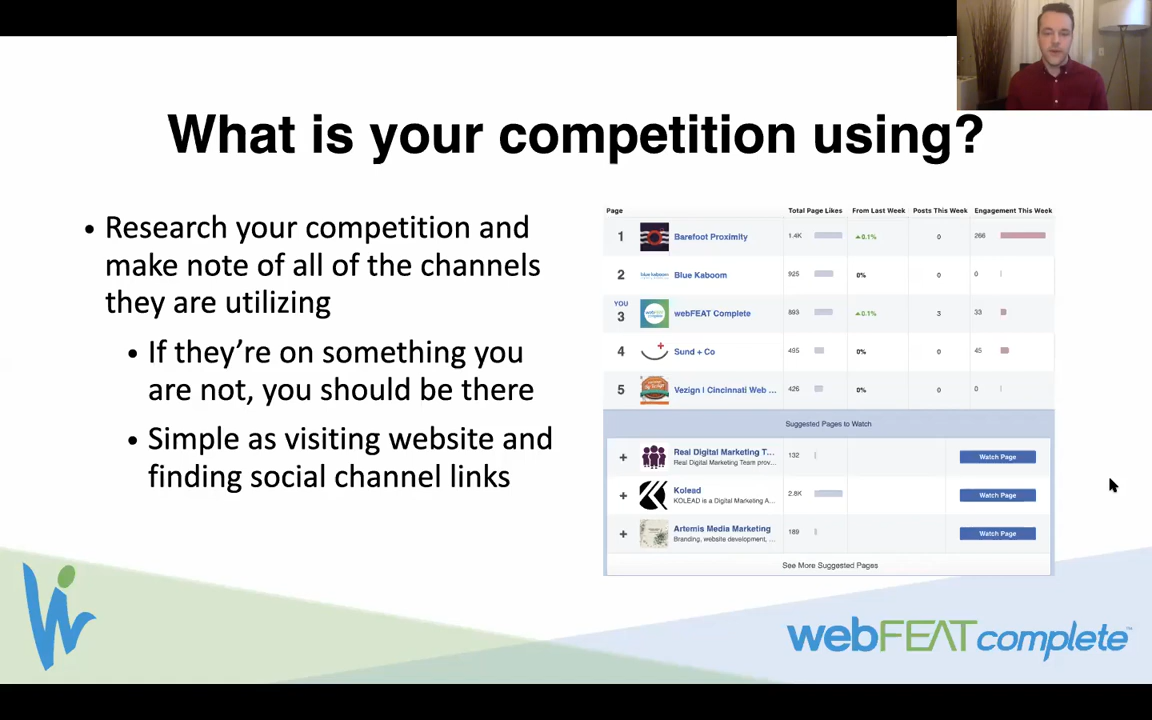 What is your competition using?
• Research your competition and
make note of all of the channels
they are utilizing
• If they’re on something you
are not, you should be there
• Simple as visiting website and
finding social channel links
Page Total Page Likes From Last Week Posts This Week Engagement This Week
1 Barefoot Proximity 1.4K ▲0.1% 0 266
2 blue kaboom Blue Kaboom 925 0% 0 0
YOU
3 webFEAT Complete 893 ▲0.1% 3 33
4 Sund + Co 495 0% 0 45
5 Vezign | Cincinnati Web ... 426 0% 0 0
Suggested Pages to Watch
+ Real Digital Marketing T... 132 Watch Page
Real Digital Marketing Team prov...
+ Kolead 2.8K Watch Page
KOLEAD is a Digital Marketing A...
+ Artemis Media Marketing 189 Watch Page
Branding, website development, ...
See More Suggested Pages
webFEAT complete™